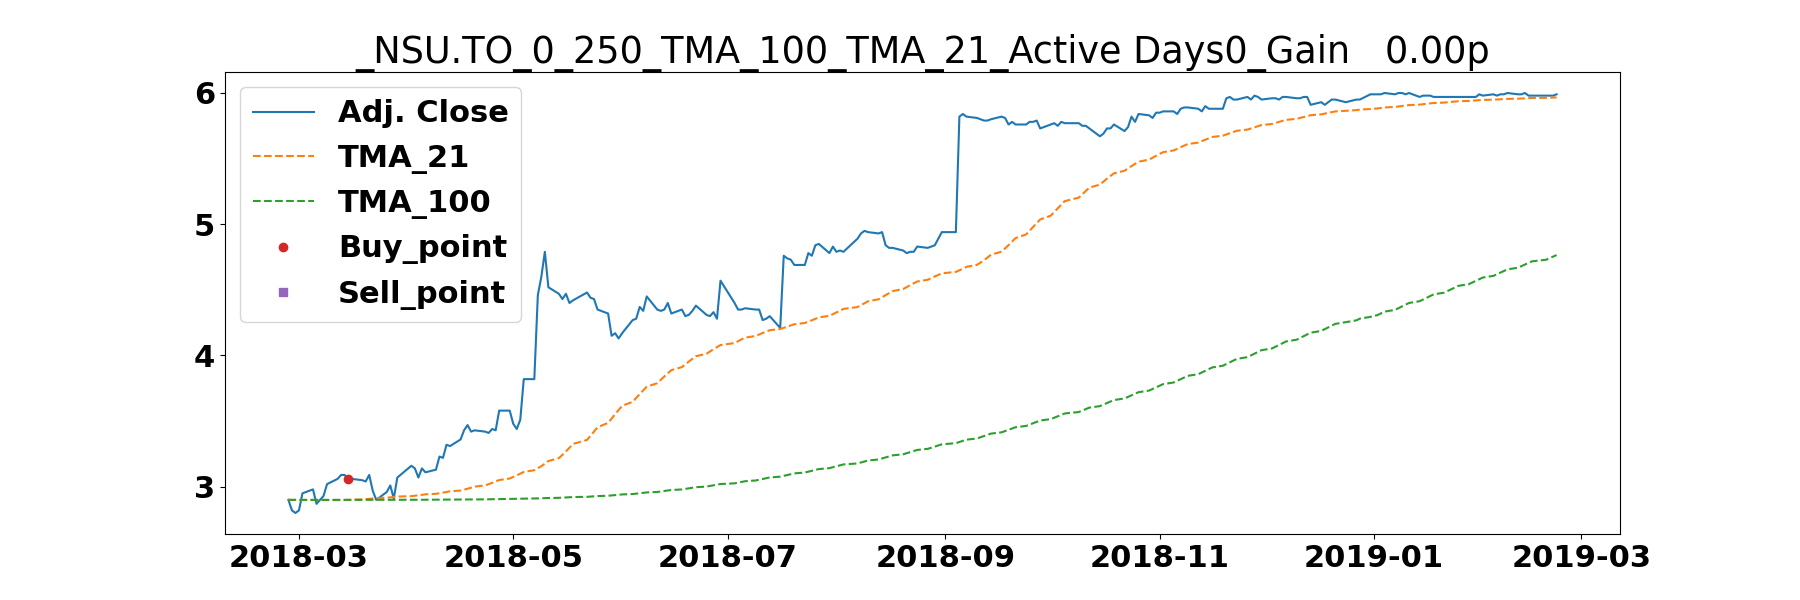 _NSU.TO_0_250_TMA_100_TMA_21_Active Days0_Gain   0.00p
Adj. Close
TMA_21
TMA_100
Buy_point
Sell_point
6
5
4
3
2018-03 2018-05 2018-07 2018-09 2018-11 2019-01 2019-03